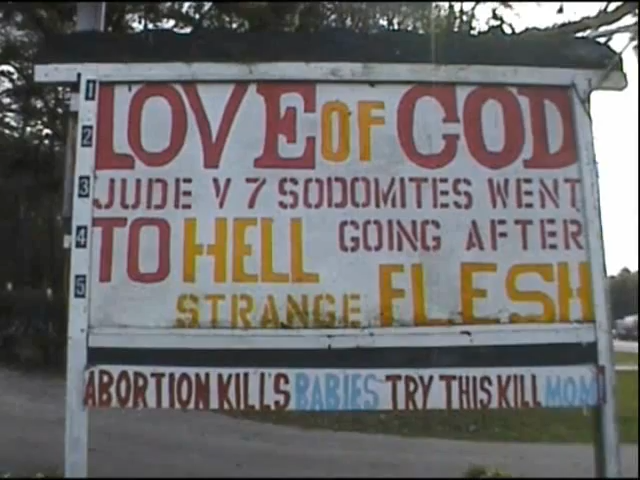 1
2
3
4
5
LOVE OF GOD
JUDE V 7 SODOMITES WENT
TO HELL GOING AFTER
STRANGE FLESH
ABORTION KILL'S BABIES TRY THIS KILL MOM